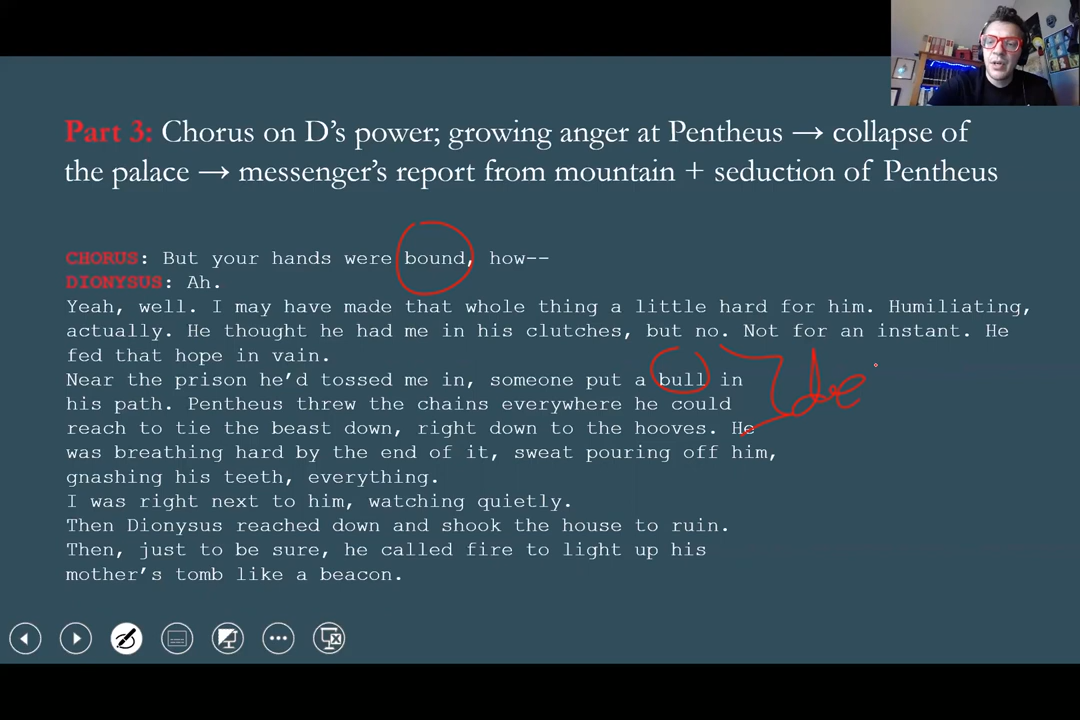 Part 3: Chorus on D’s power; growing anger at Pentheus → collapse of
the palace → messenger’s report from mountain + seduction of Pentheus
CHORUS: But your hands were bound, how--
DIONYSUS: Ah.
Yeah, well. I may have made that whole thing a little hard for him. Humiliating,
actually. He thought he had me in his clutches, but no. Not for an instant. He
fed that hope in vain.
Near the prison he’d tossed me in, someone put a bull in
his path. Pentheus threw the chains everywhere he could
reach to tie the beast down, right down to the hooves. He
was breathing hard by the end of it, sweat pouring off him,
gnashing his teeth, everything.
I was right next to him, watching quietly.
Then Dionysus reached down and shook the house to ruin.
Then, just to be sure, he called fire to light up his
mother’s tomb like a beacon.